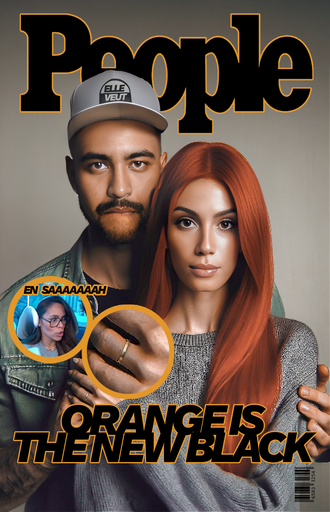 People
ELLE
VEUT
EN SAAAAAAAH
ORANGE IS
THE NEW BLACK